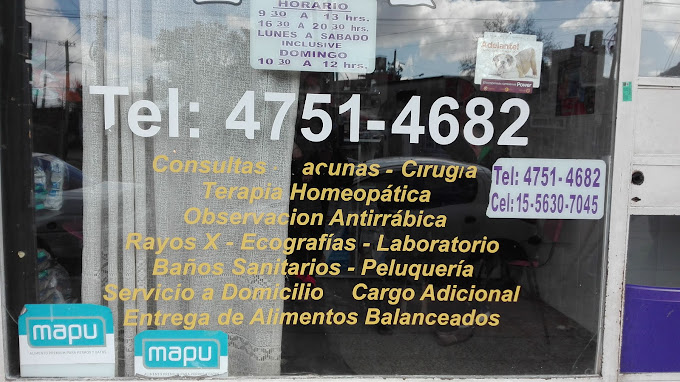 HORARIO
9 30 A 13 hrs.
16 30 A 20 30 hrs.
LUNES A SABADO
INCLUSIVE
DOMINGO
10 30 A 12 hrs.
Adelante!
Power
Tel: 4751-4682
Consultas - acunas - Cirugia
Terapia Homeopática
Observacion Antirrábica
Rayos X - Ecografías - Laboratorio
Baños Sanitarios - Peluquería
Servicio a Domicilio Cargo Adicional
Entrega de Alimentos Balanceados
Tel: 4751- 4682
Cel: 15-5630-7045
mapu
mapu